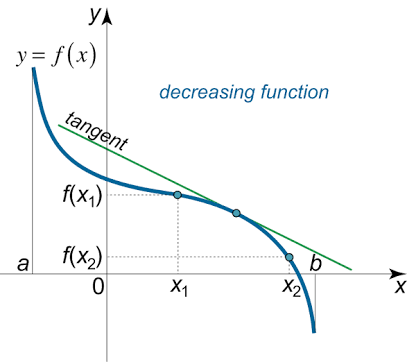 y
y = f(x)
decreasing function
tangent
f(x₁)
f(x₂)
a
b
0
x₁
x₂
x